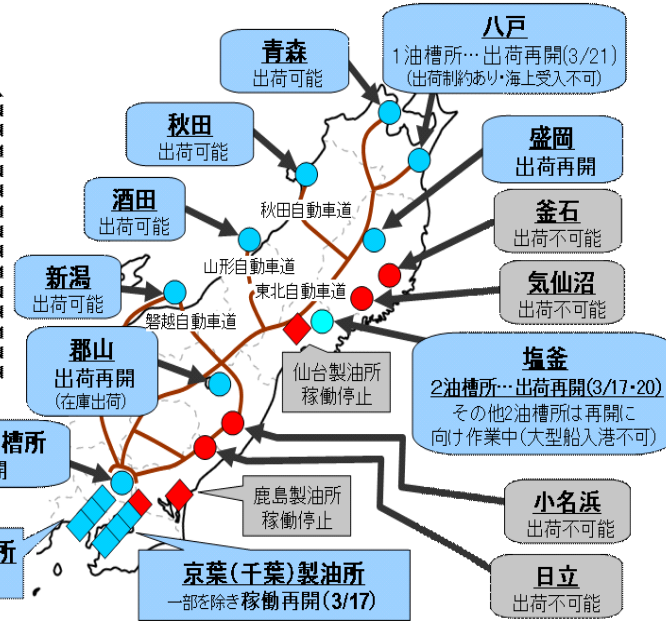 青森
出荷可能
八戸
1油槽所…出荷再開(3/21)
(出荷制約あり・海上受入不可)
秋田
出荷可能
盛岡
出荷再開
酒田
出荷可能
秋田自動車道
釜石
出荷不可能
山形自動車道
新潟
出荷可能
東北自動車道
気仙沼
出荷不可能
磐越自動車道
郡山
出荷再開
(在庫出荷)
仙台製油所
稼働停止
塩釜
2油槽所…出荷再開(3/17・20)
その他2油槽所は再開に
向け作業中(大型船入港不可)
槽所
開
鹿島製油所
稼働停止
小名浜
出荷不可能
所
京葉(千葉)製油所
一部を除き稼働再開(3/17)
日立
出荷不可能